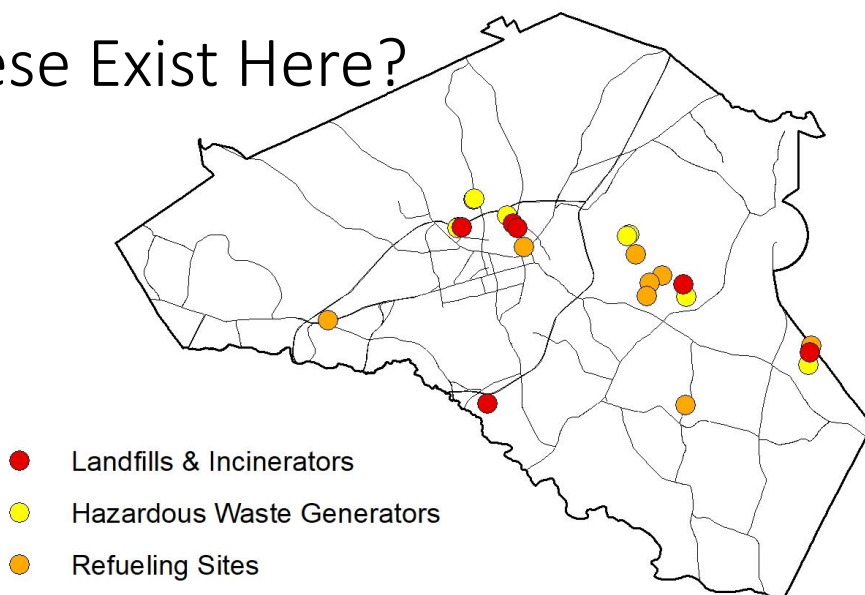 ese Exist Here?
Landfills & Incinerators
Hazardous Waste Generators
Refueling Sites